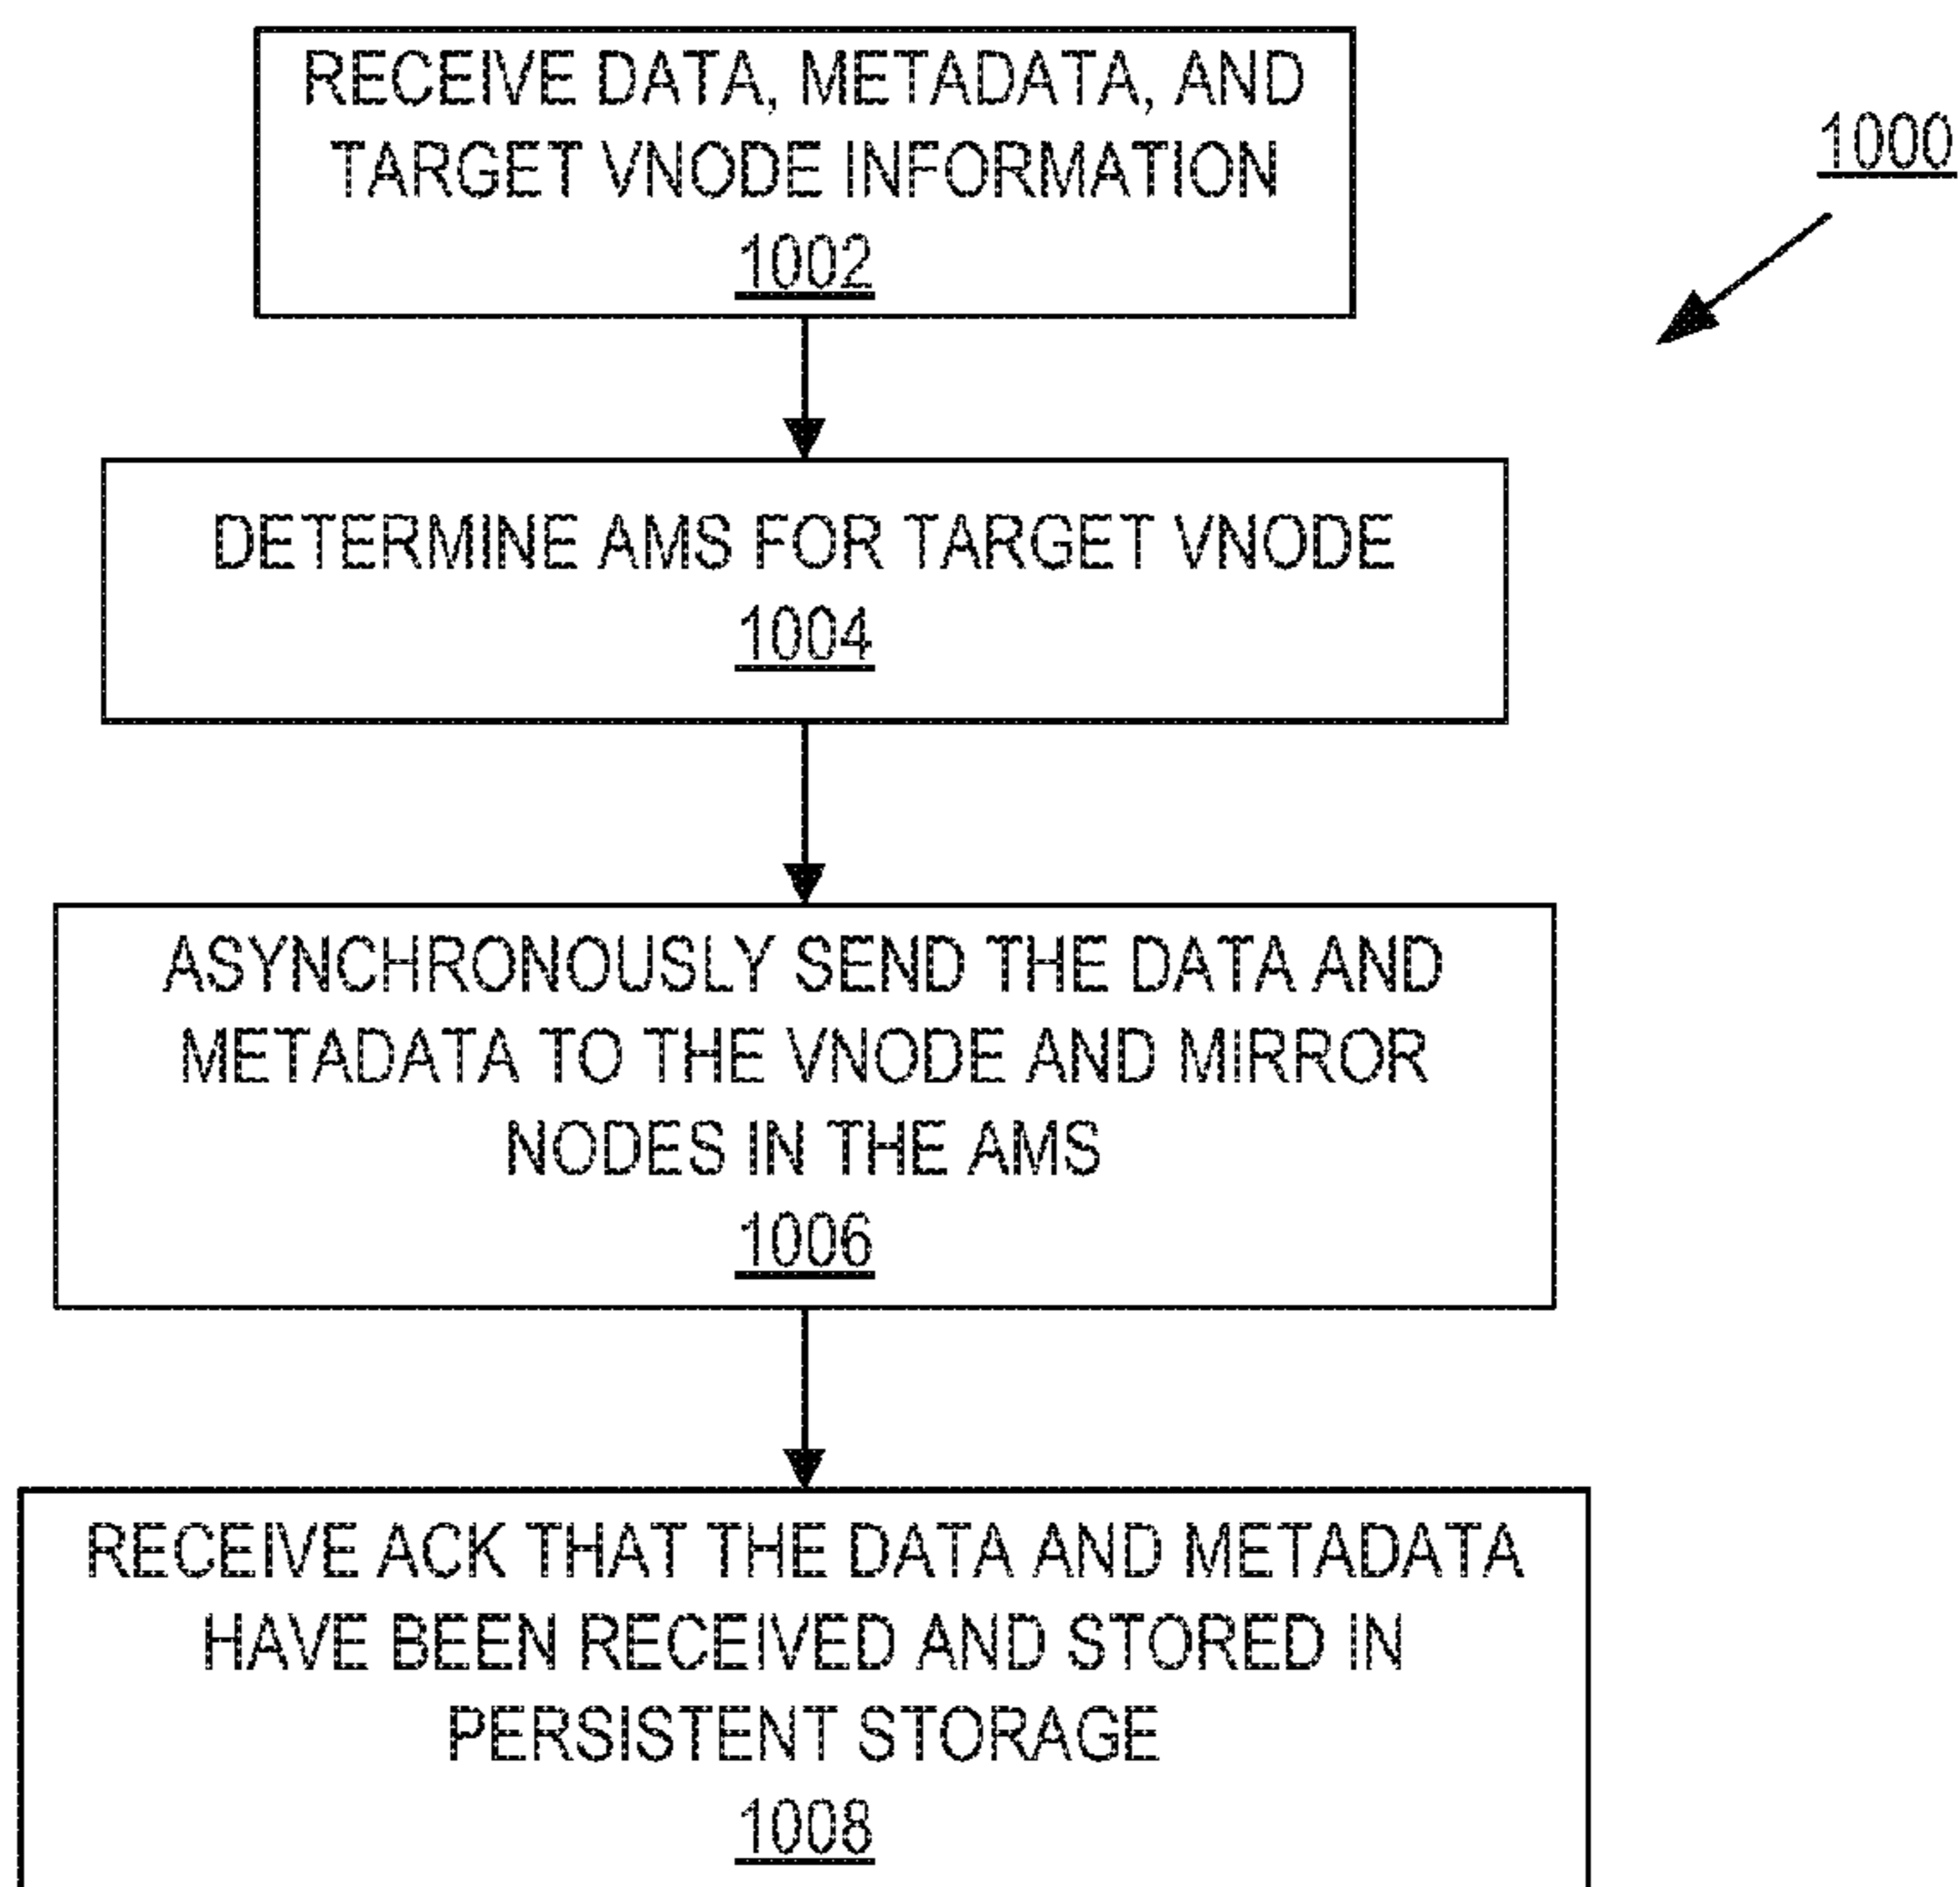 RECEIVE DATA, METADATA, AND
TARGET VNODE INFORMATION
1002
1000
DETERMINE AMS FOR TARGET VNODE
1004
ASYNCHRONOUSLY SEND THE DATA AND
METADATA TO THE VNODE AND MIRROR
NODES IN THE AMS
1006
RECEIVE ACK THAT THE DATA AND METADATA
HAVE BEEN RECEIVED AND STORED IN
PERSISTENT STORAGE
1008